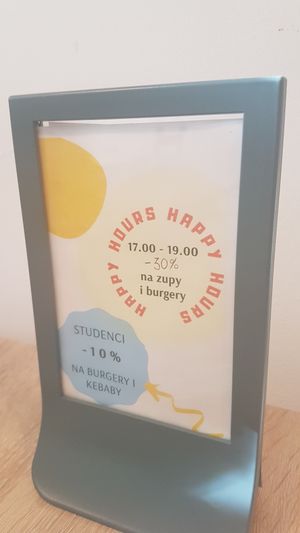 HAPPY HOURS HAPPY HOURS
17.00 - 19.00
-30%
na zupy
i burgery
STUDENCI
-10%
NA BURGERY I
KEBABY